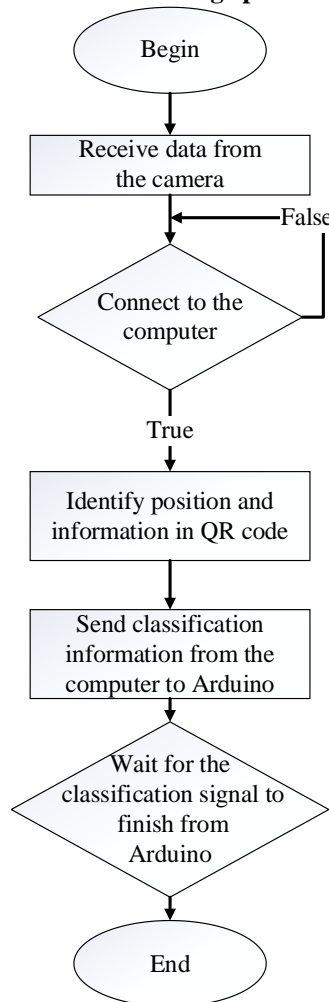 Begin
Receive data from
the camera
False
Connect to the
computer
True
Identify position and
information in QR code
Send classification
information from the
computer to Arduino
Wait for the
classification signal to
finish from
Arduino
End